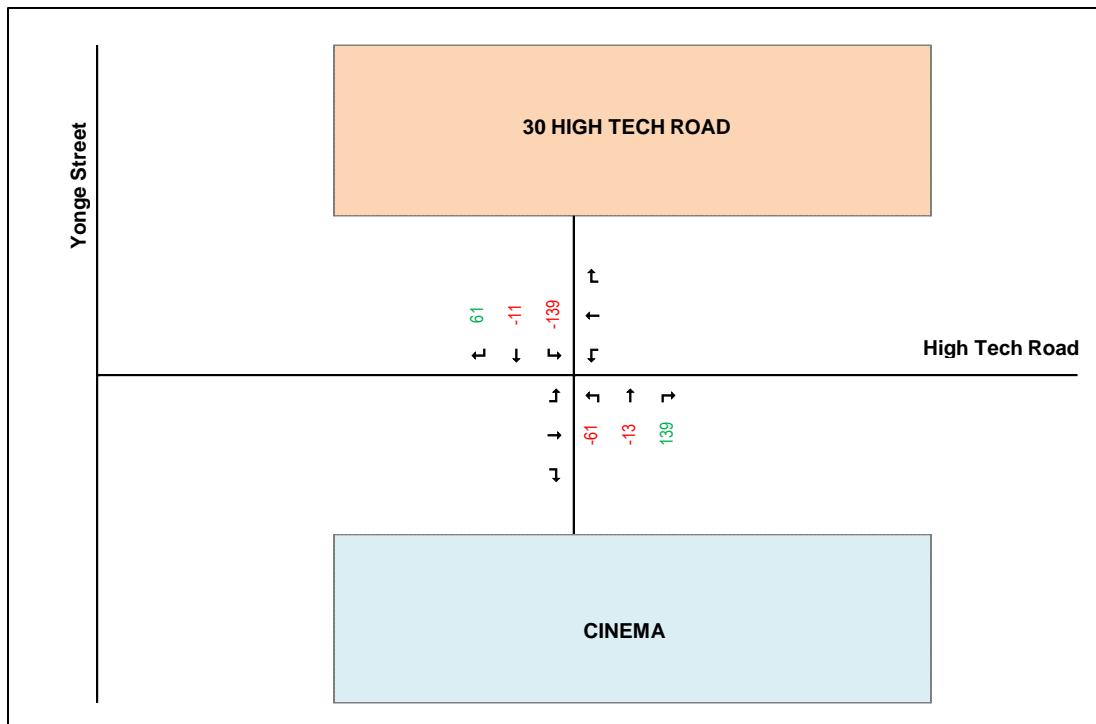 30 HIGH TECH ROAD
Yonge Street
61
-11
-139
High Tech Road
-61
-13
139
CINEMA